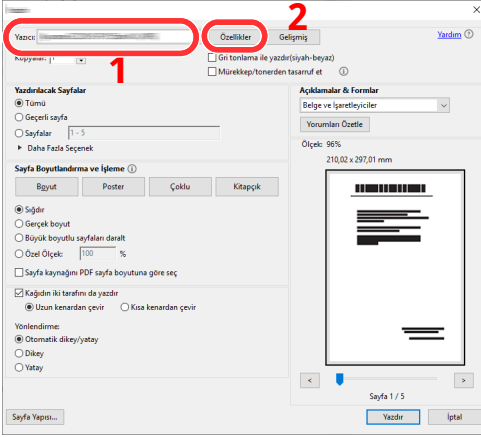 2
Yazıcı:
Özellikler
Gelişmiş
Yardım
1
Kopyalar: 1
Gri tonlama ile yazdır(siyah-beyaz)
Mürekkep/tonerden tasarruf et
Yazdırılacak Sayfalar
Tümü
Geçerli sayfa
Sayfalar 1 - 5
Daha Fazla Seçenek
Açıklamalar & Formlar
Belge ve İşaretleyiciler
Yorumları Özetle
Ölçek: 96%
210,02 x 297,01 mm
Sayfa Boyutlandırma ve İşleme
Boyut
Poster
Çoklu
Kitapçık
Sığdır
Gerçek boyut
Büyük boyutlu sayfaları daralt
Özel Ölçek: 100 %
Sayfa kaynağını PDF sayfa boyutuna göre seç
Kağıdın iki tarafını da yazdır
Uzun kenardan çevir
Kısa kenardan çevir
Yönlendirme:
Otomatik dikey/yatay
Dikey
Yatay
<
>
Sayfa 1 / 5
Sayfa Yapısı...
Yazdır
İptal